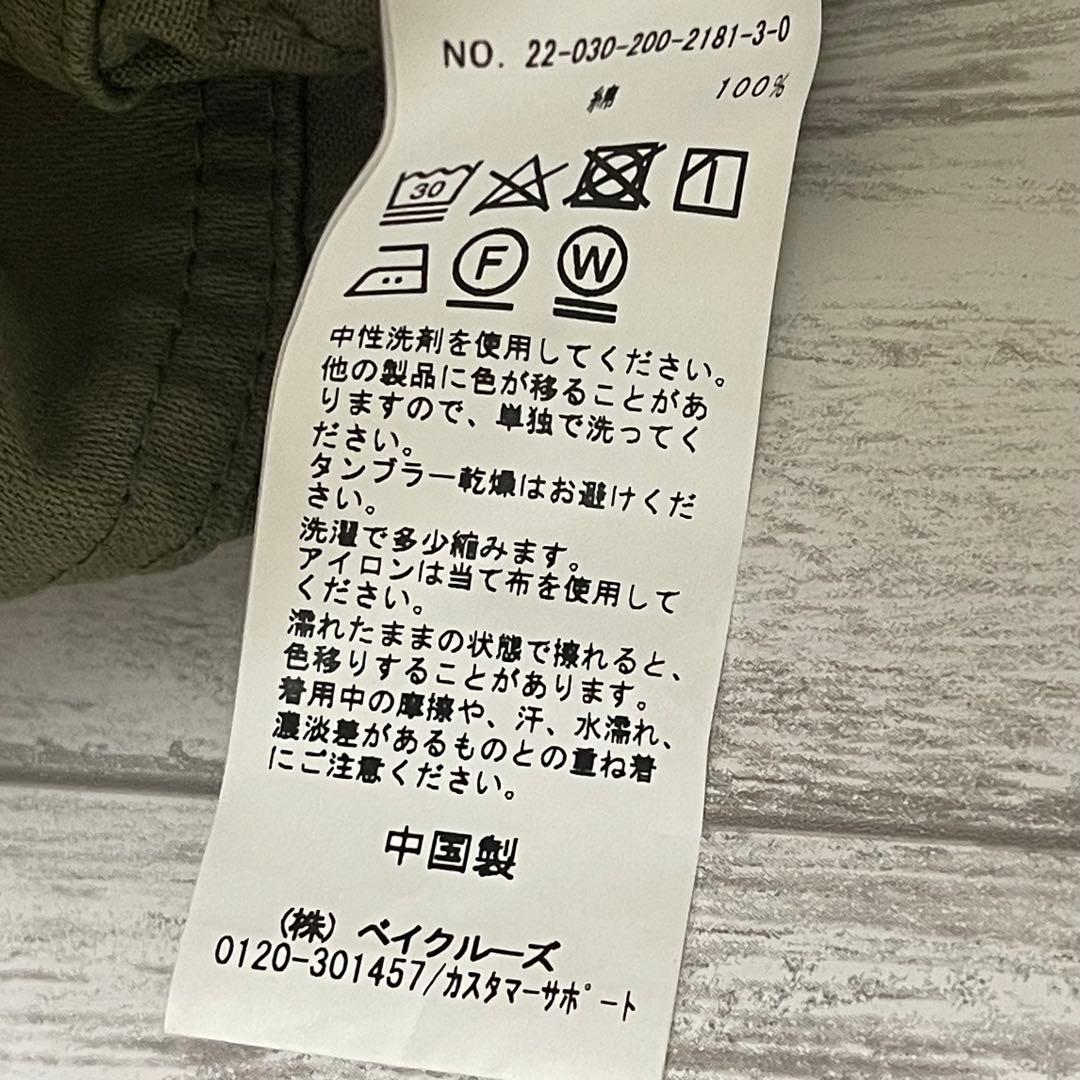 NO. 22-030-200-2181-3-0
綿 100%
30
F W
中性洗剤を使用してください。
他の製品に色が移ることがあ
りますので、単独で洗ってく
ださい。
タンブラー乾燥はお避けくだ
さい。
洗濯で多少縮みます。
アイロンは当て布を使用して
ください。
濡れたままの状態で擦れると、
色移りすることがあります。
着用中の摩擦や、汗、水濡れ、
濃淡差があるものとの重ね着
にご注意ください。
中国製
(株) ベイクルーズ
0120-301457/カスタマーサポート